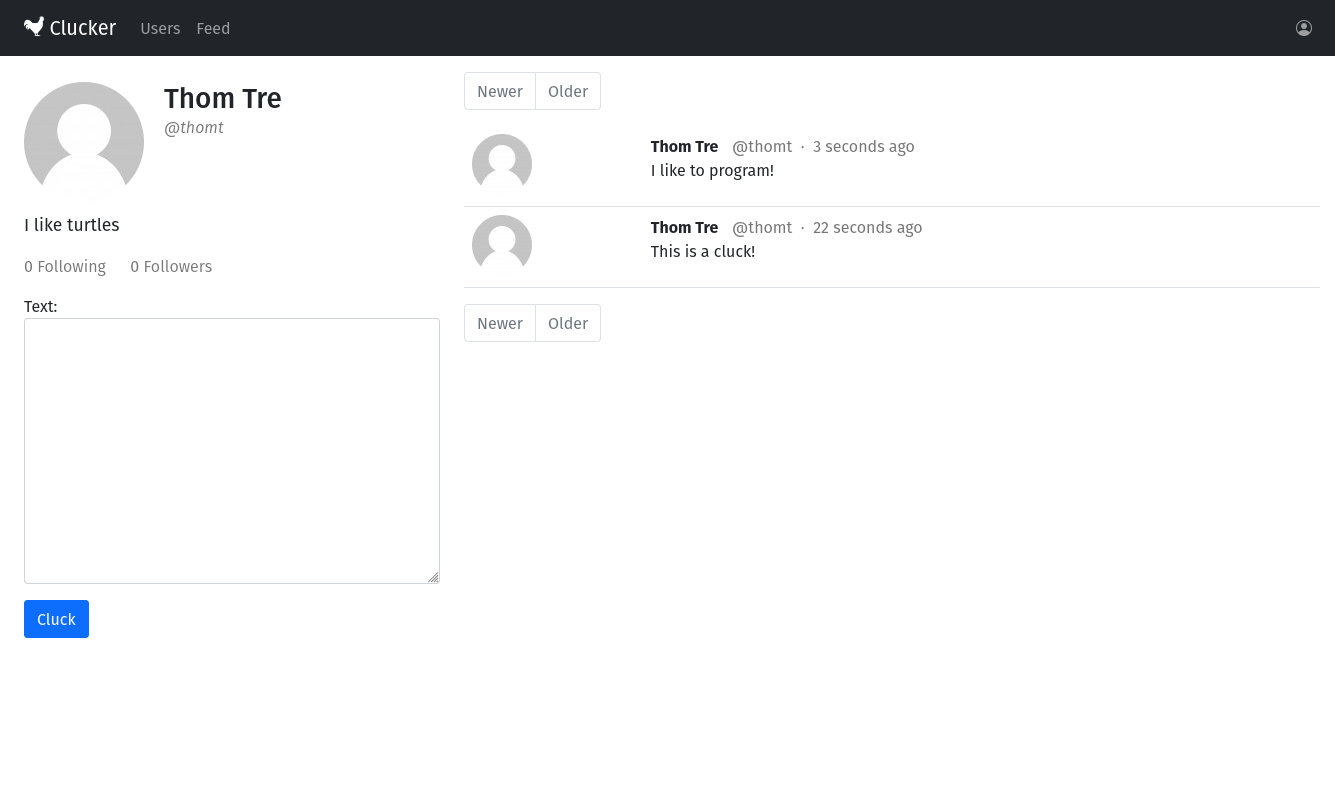 Clucker Users Feed
Thom Tre
@thomt
I like turtles
0 Following 0 Followers
Text:
Cluck
Newer Older
Thom Tre @thomt · 3 seconds ago
I like to program!
Thom Tre @thomt · 22 seconds ago
This is a cluck!
Newer Older